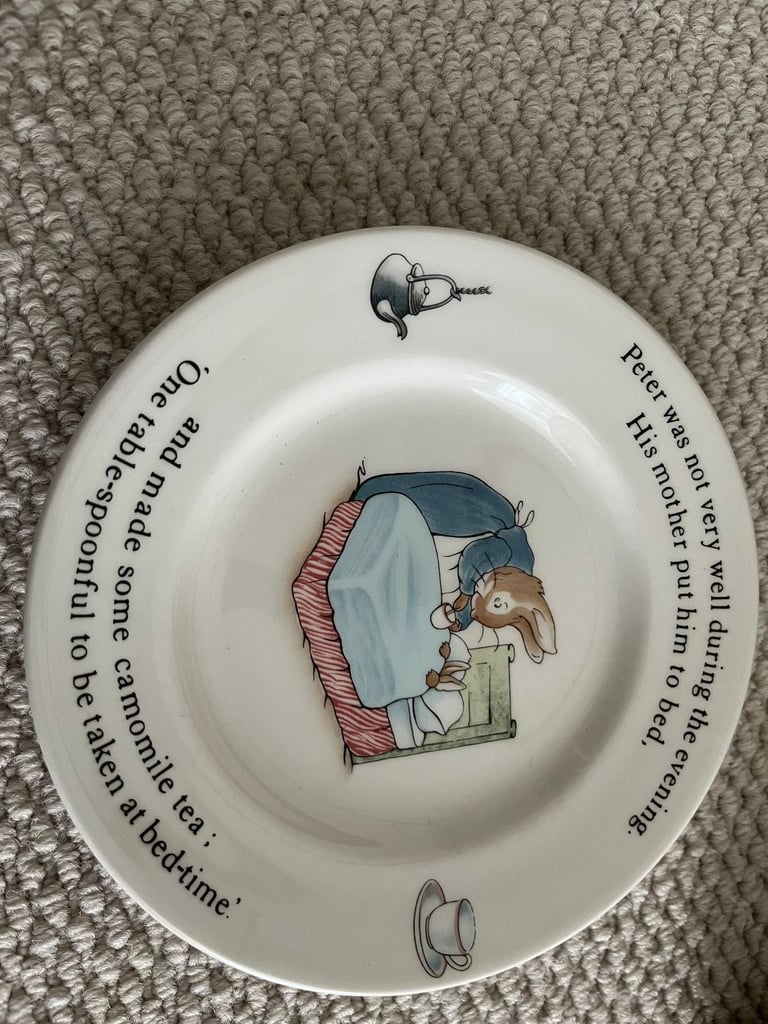 Peter was not very well during the evening.
His mother put him to bed,
and made some camomile tea;
'One table-spoonful to be taken at bed-time.'